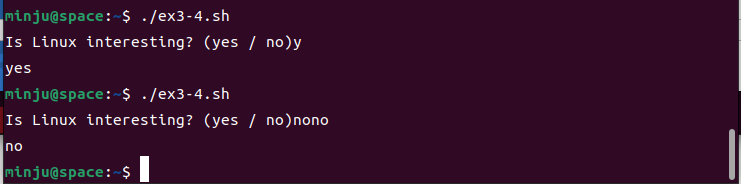 minju@space:~$ ./ex3-4.sh
Is Linux interesting? (yes / no)y
yes
minju@space:~$ ./ex3-4.sh
Is Linux interesting? (yes / no)nono
no
minju@space:~$